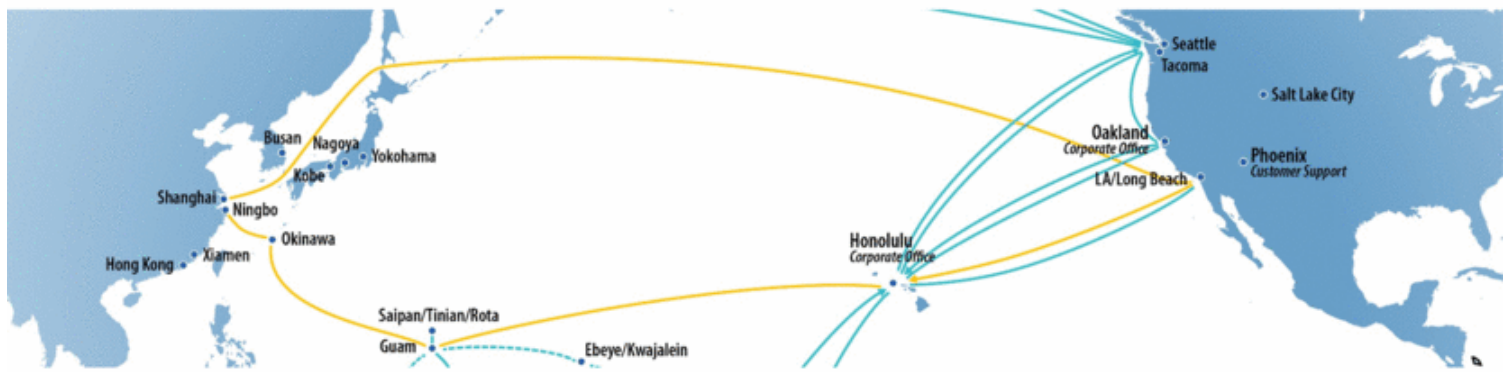 Seattle
Tacoma
Salt Lake City
Busan
Nagoya
Yokohama
Kobe
Oakland
Corporate Office
Phoenix
Customer Support
LA/Long Beach
Shanghai
Ningbo
Okinawa
Honolulu
Corporate Office
Xiamen
Hong Kong
Saipan/Tinian/Rota
Guam
Ebeye/Kwajalein